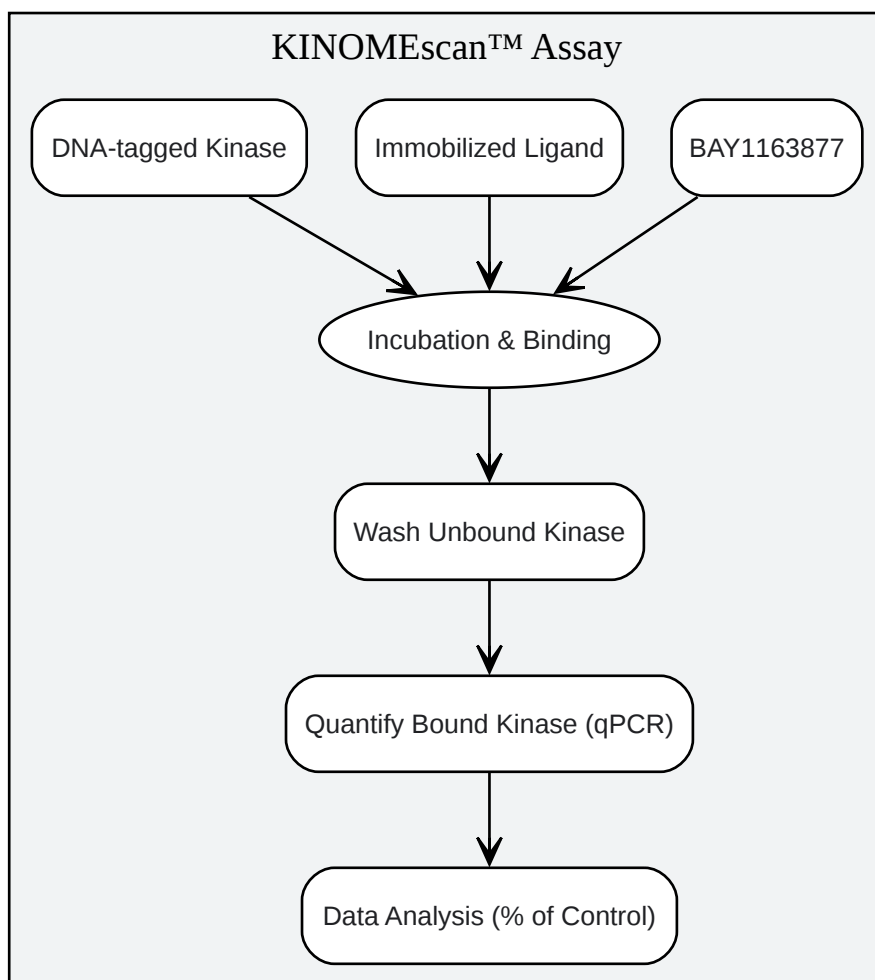 KINOMEscan™ Assay
DNA-tagged Kinase
Immobilized Ligand
BAY1163877
Incubation & Binding
Wash Unbound Kinase
Quantify Bound Kinase (qPCR)
Data Analysis (% of Control)